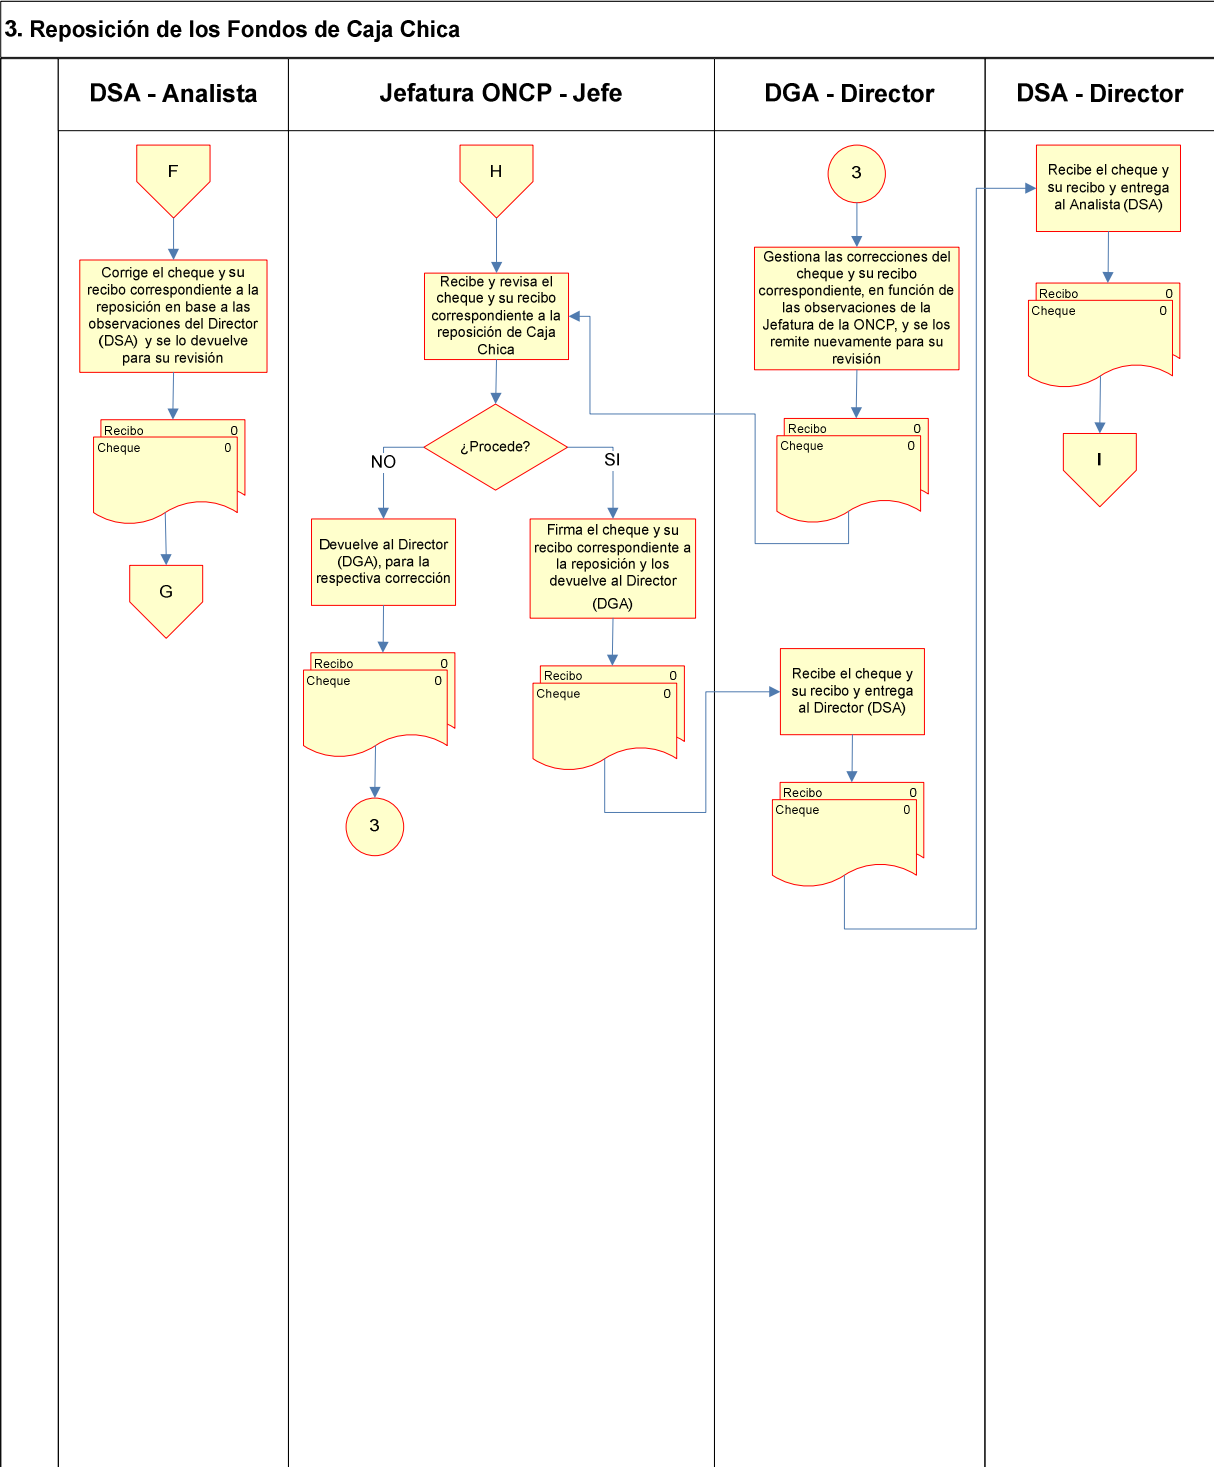 3. Reposición de los Fondos de Caja Chica
DSA - Analista
Jefatura ONCP - Jefe
DGA - Director
DSA - Director
F
Corrige el cheque y su
recibo correspondiente a la
reposición en base a las
observaciones del Director
(DSA) y se lo devuelve
para su revisión
Recibo 0
Cheque 0
G
H
Recibe y revisa el
cheque y su recibo
correspondiente a la
reposición de Caja
Chica
¿Procede?
NO
SI
Devuelve al Director
(DGA), para la
respectiva corrección
Recibo 0
Cheque 0
3
Firma el cheque y su
recibo correspondiente a
la reposición y los
devuelve al Director
(DGA)
Recibo 0
Cheque 0
3
Gestiona las correcciones del
cheque y su recibo
correspondiente, en función de
las observaciones de la
Jefatura de la ONCP, y se los
remite nuevamente para su
revisión
Recibo 0
Cheque 0
Recibe el cheque y
su recibo y entrega
al Director (DSA)
Recibo 0
Cheque 0
Recibe el cheque y
su recibo y entrega
al Analista (DSA)
Recibo 0
Cheque 0
I